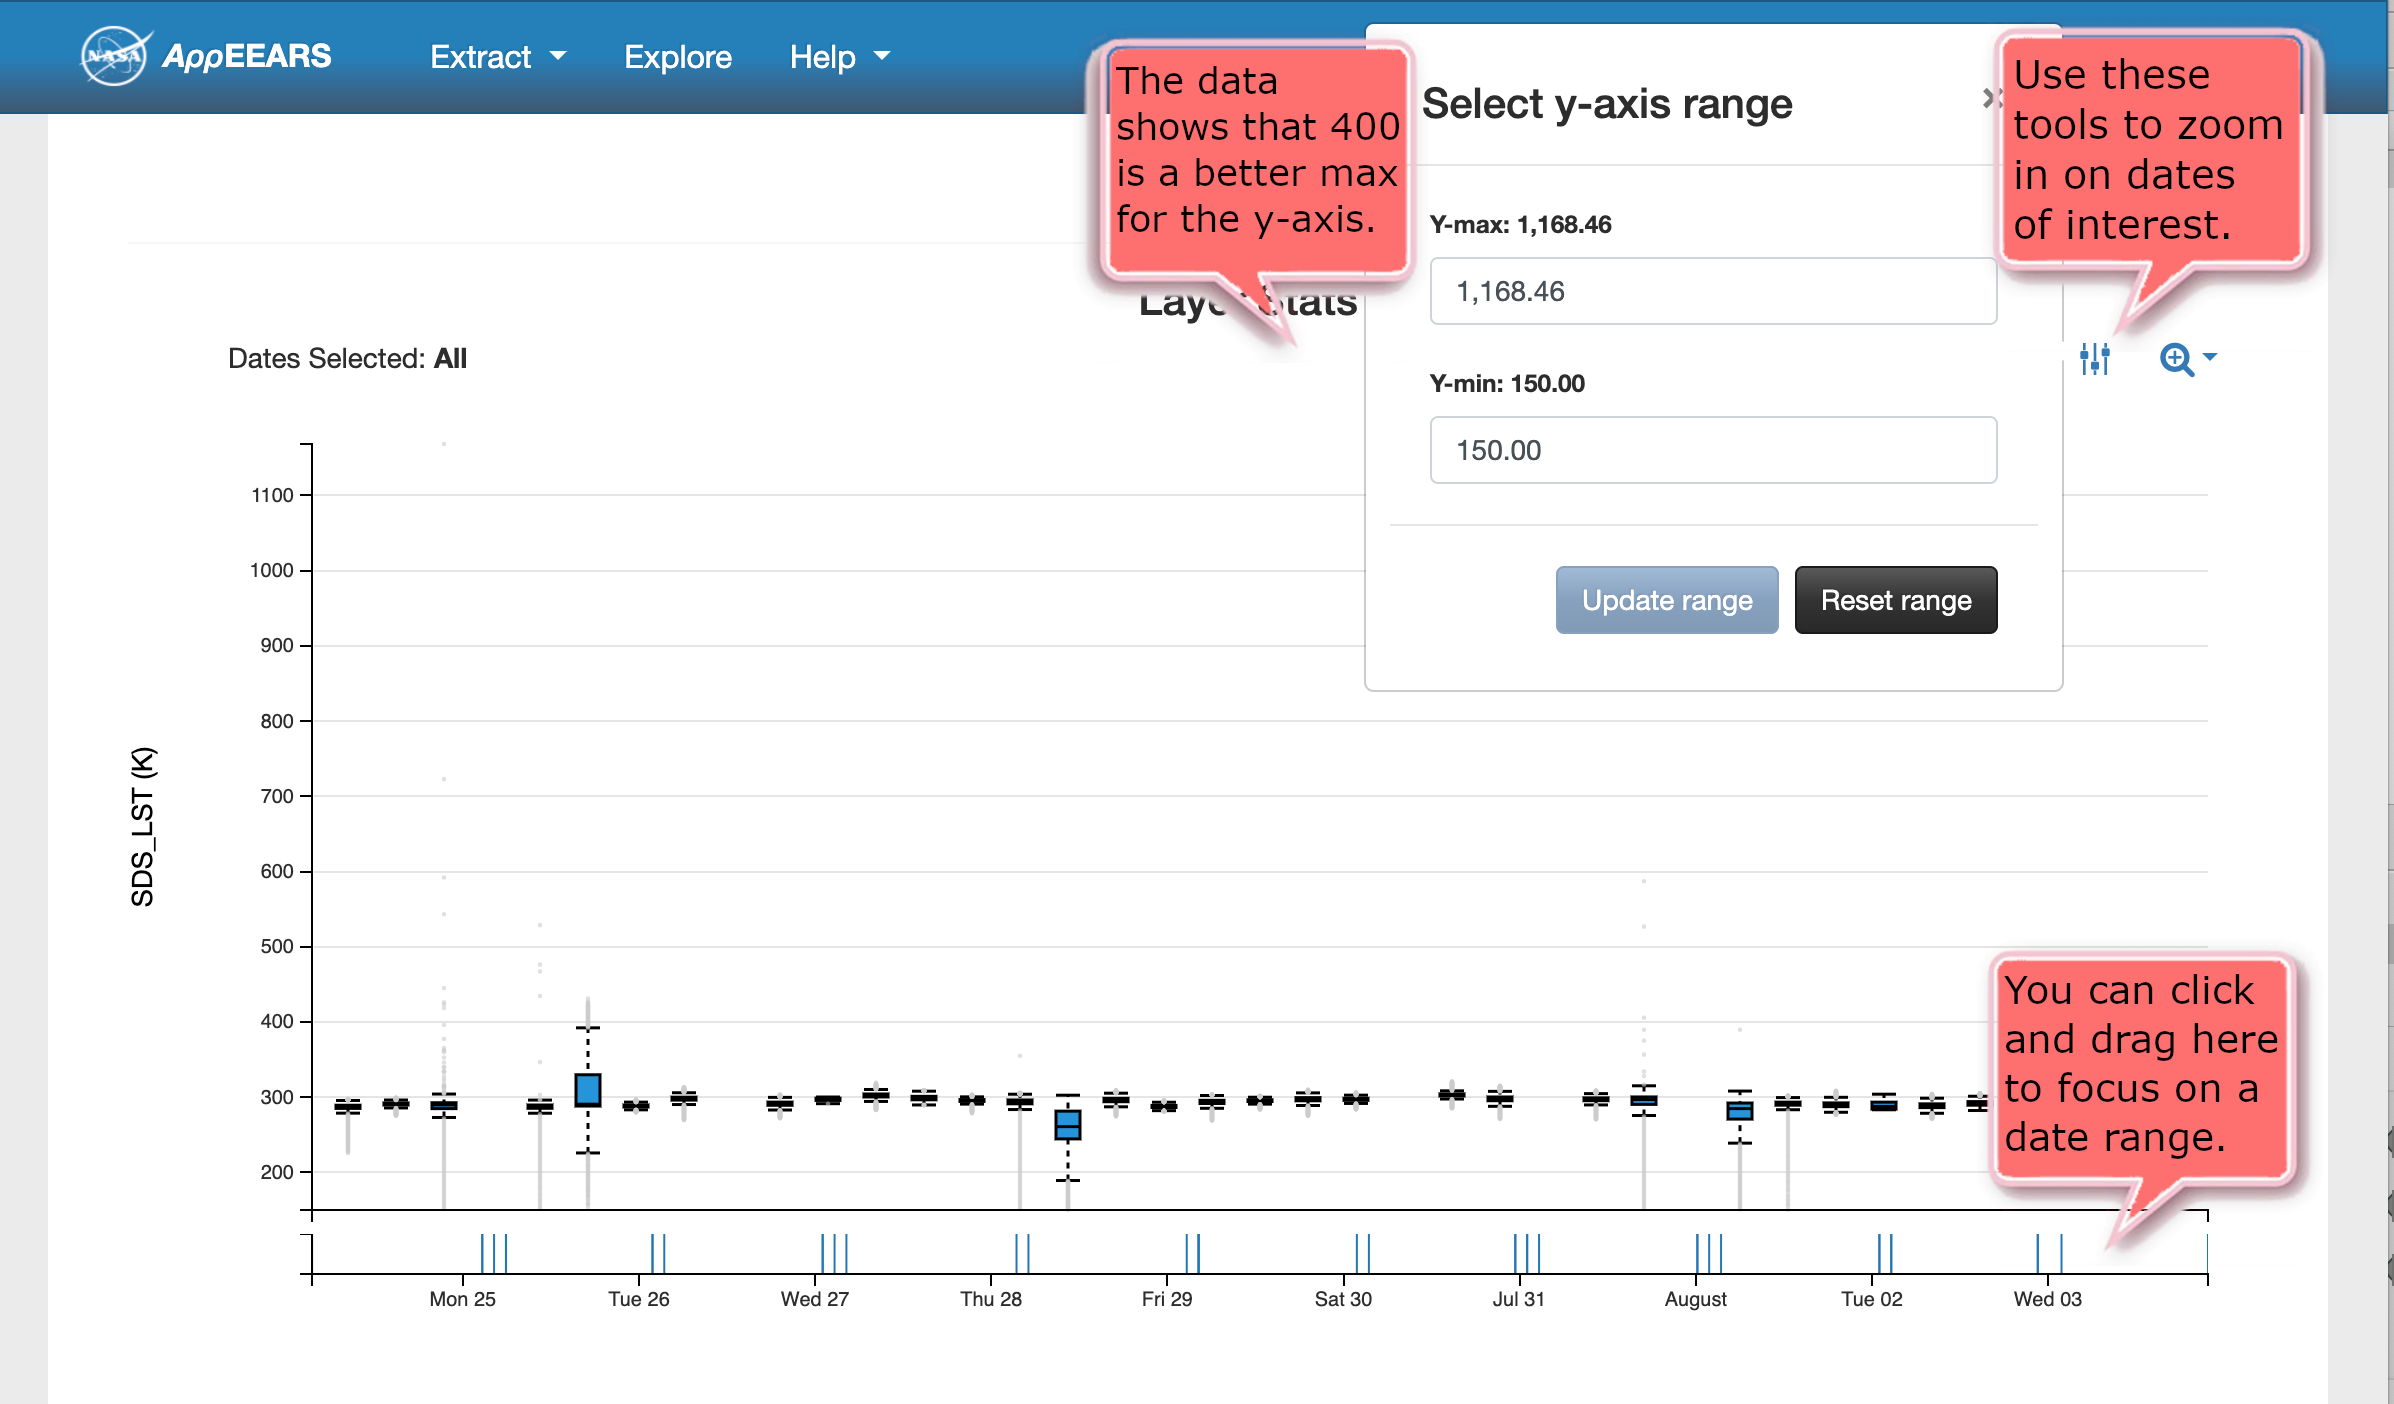 NASA AppEEARS Extract Explore Help
The data
shows that 400
is a better max
for the y-axis.
Select y-axis range
×
Use these
tools to zoom
in on dates
of interest.
Y-max: 1,168.46
1,168.46
Layer Stats
Dates Selected: All
Y-min: 150.00
150.00
Update range Reset range
SDS_LST (K)
1100
1000
900
800
700
600
500
400
300
200
You can click
and drag here
to focus on a
date range.
Mon 25 Tue 26 Wed 27 Thu 28 Fri 29 Sat 30 Jul 31 August Tue 02 Wed 03